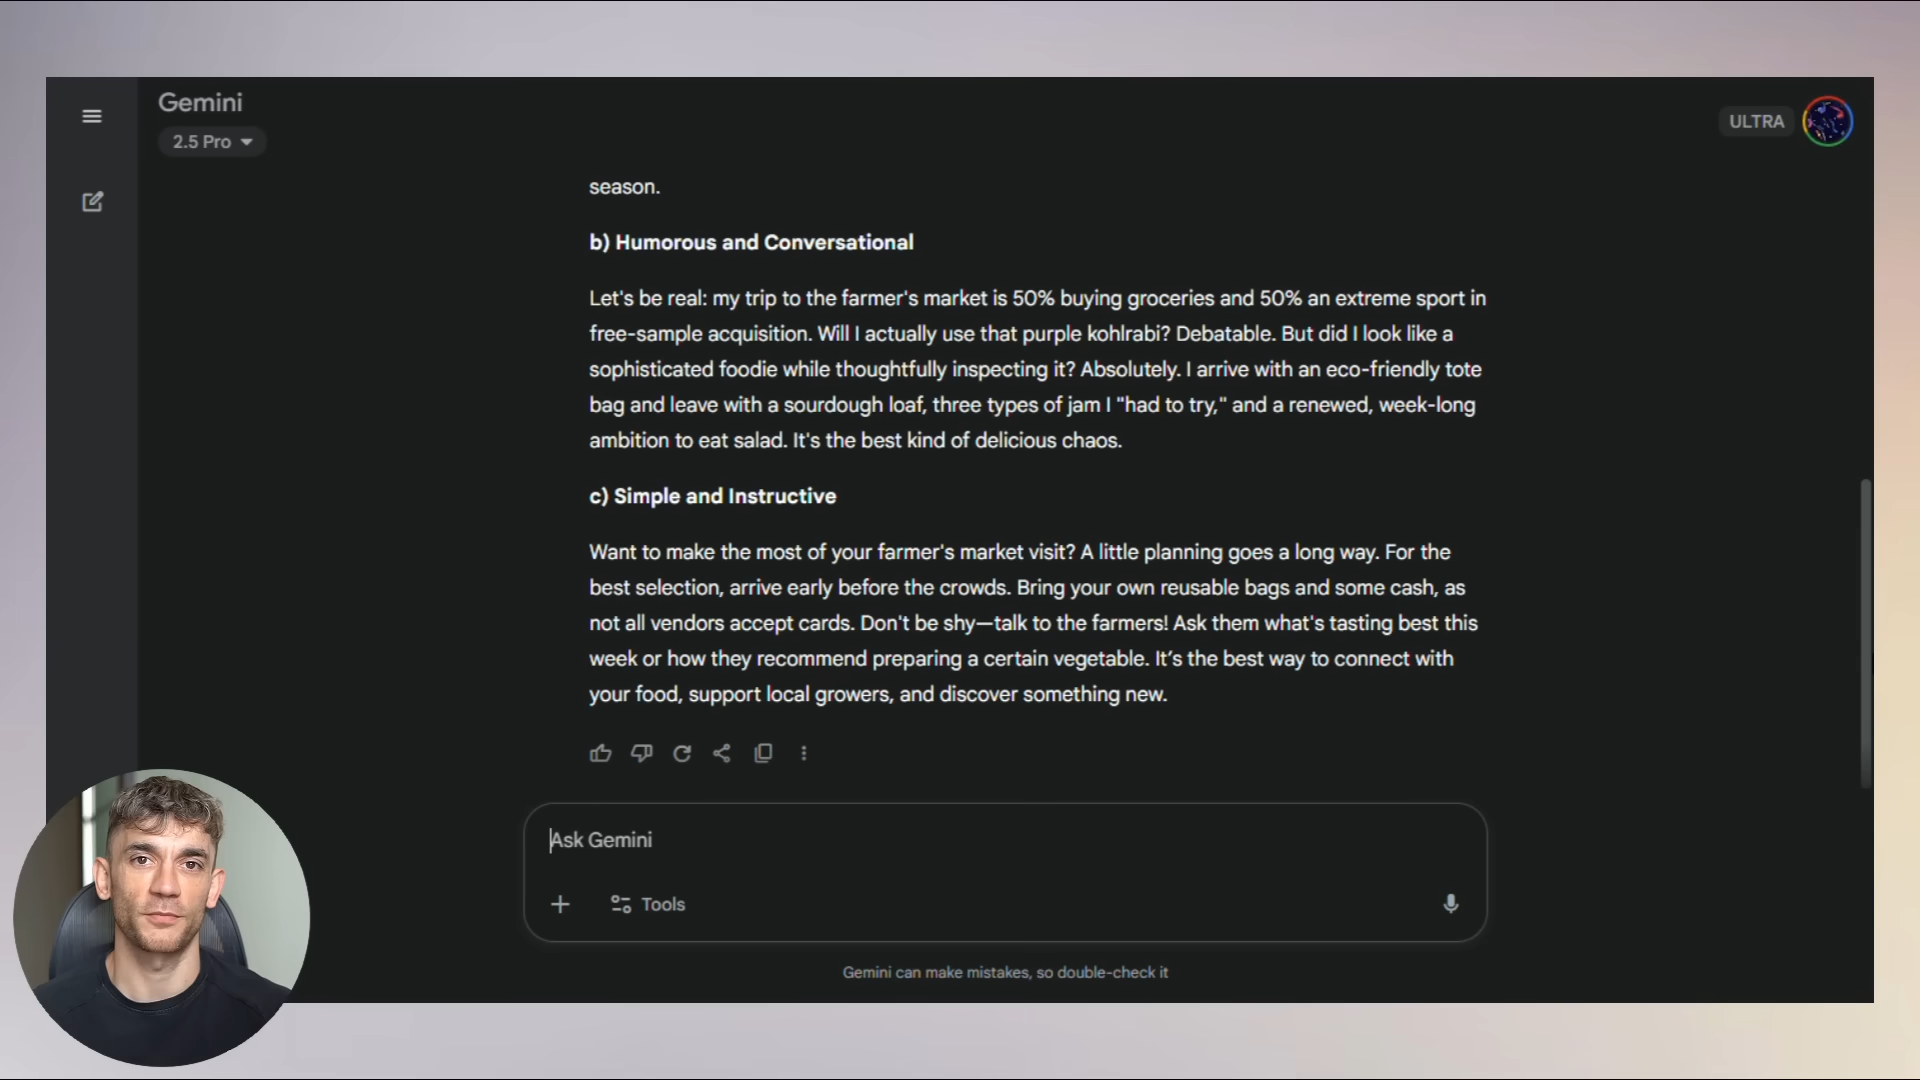 Gemini
2.5 Pro
ULTRA
season.
b) Humorous and Conversational
Let's be real: my trip to the farmer's market is 50% buying groceries and 50% an extreme sport in
free-sample acquisition. Will I actually use that purple kohlrabi? Debatable. But did I look like a
sophisticated foodie while thoughtfully inspecting it? Absolutely. I arrive with an eco-friendly tote
bag and leave with a sourdough loaf, three types of jam I "had to try," and a renewed, week-long
ambition to eat salad. It's the best kind of delicious chaos.
c) Simple and Instructive
Want to make the most of your farmer's market visit? A little planning goes a long way. For the
best selection, arrive early before the crowds. Bring your own reusable bags and some cash, as
not all vendors accept cards. Don't be shy—talk to the farmers! Ask them what's tasting best this
week or how they recommend preparing a certain vegetable. It’s the best way to connect with
your food, support local growers, and discover something new.
Ask Gemini
Tools
Gemini can make mistakes, so double-check it